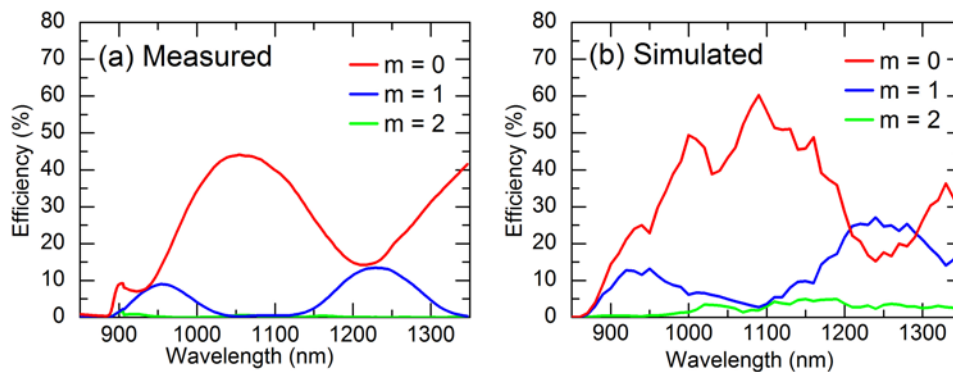 (a) Measured
m = 0
m = 1
m = 2
Efficiency (%)
80
70
60
50
40
30
20
10
0
900
1000
1100
1200
1300
Wavelength (nm)
(b) Simulated
m = 0
m = 1
m = 2
Efficiency (%)
80
70
60
50
40
30
20
10
0
900
1000
1100
1200
1300
Wavelength (nm)